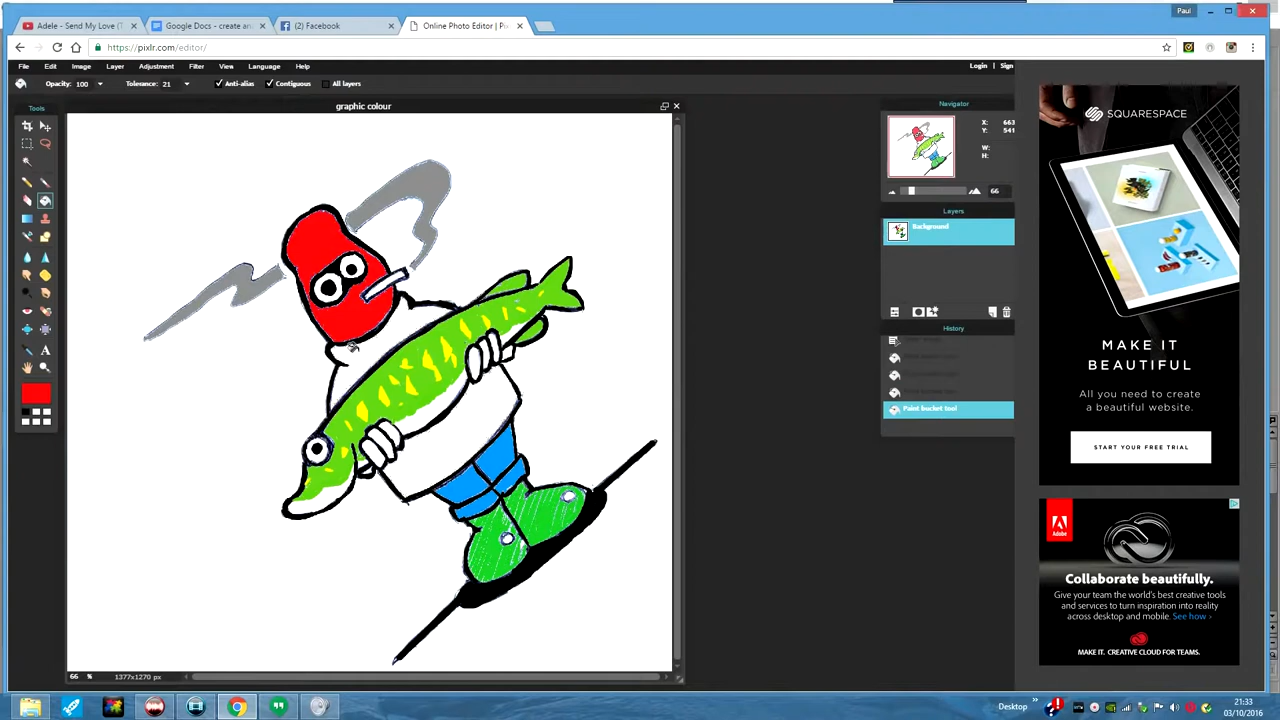 Paul
Adele - Send My Love (T
Google Docs - create an
(2) Facebook
Online Photo Editor | Pix
https://pixlr.com/editor/
File Edit Image Layer Adjustment Filter View Language Help
Login | Sign
Opacity: 100 Tolerance: 21 Anti-alias Contiguous All layers
Tools
graphic colour
Navigator
X: 663
Y: 541
W:
H:
66
Layers
Background
History
Paint bucket tool
SQUARESPACE
MAKE IT
BEAUTIFUL
All you need to create
a beautiful website.
START YOUR FREE TRIAL
Adobe
Collaborate beautifully.
Give your team the world's best creative tools
and services to turn inspiration into reality
across desktop and mobile. See how ›
MAKE IT. CREATIVE CLOUD FOR TEAMS.
66 % 1377x1270 px
Desktop
21:33
03/10/2016